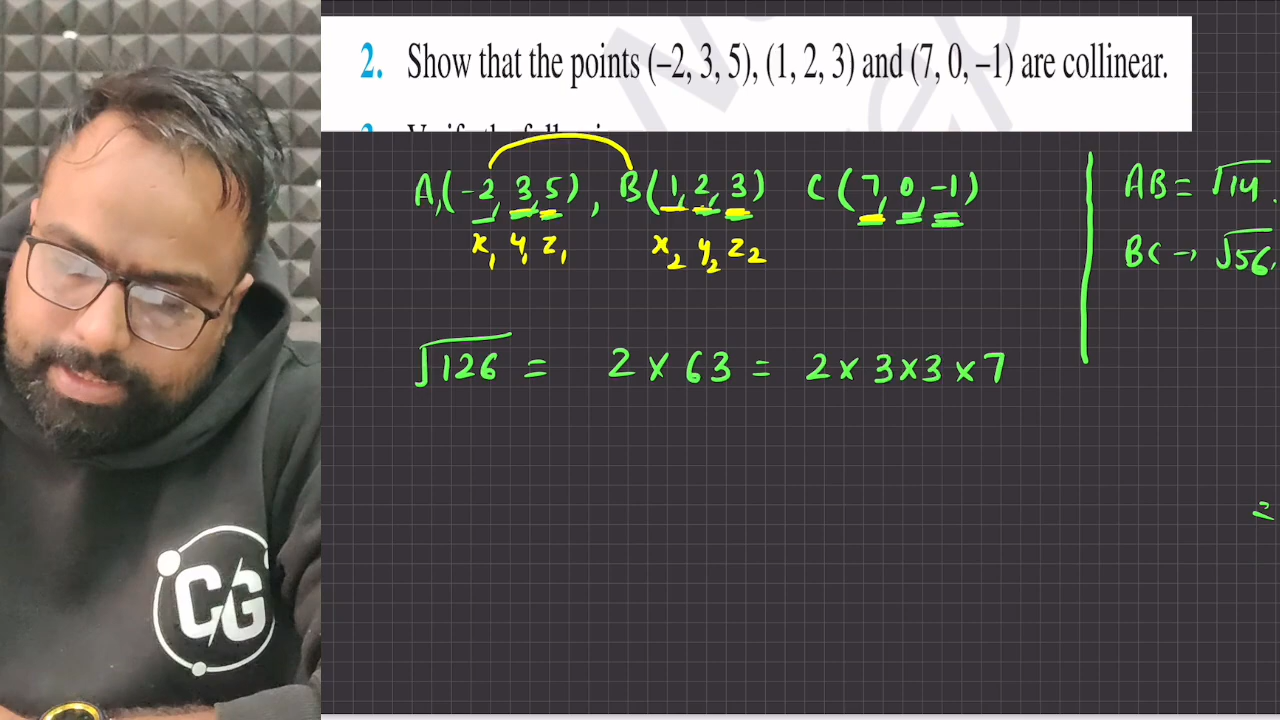 2. Show that the points (–2, 3, 5), (1, 2, 3) and (7, 0, –1) are collinear.
A,(-2, 3, 5), B(1, 2, 3) C(7, 0, -1)
x₁ y₁ z₁ x₂ y₂ z₂
AB = √14.
BC → √56.
√126 = 2 × 63 = 2 × 3 × 3 × 7
=
CG